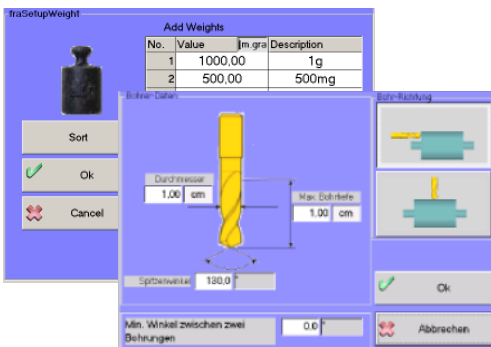 fraSetupWeight
Add Weights
No. Value [m.gra Description
1 1000,00 1g
2 500,00 500mg
Sort
Ok
Cancel
Bohrer-Daten
Durchmesser
1,00 cm
Max. Bohrtiefe
1.00 cm
Spitzenwinkel 130,0 °
Min. Winkel zwischen zwei
Bohrungen
0,0 °
Bohr-Richtung
Ok
Abbrechen